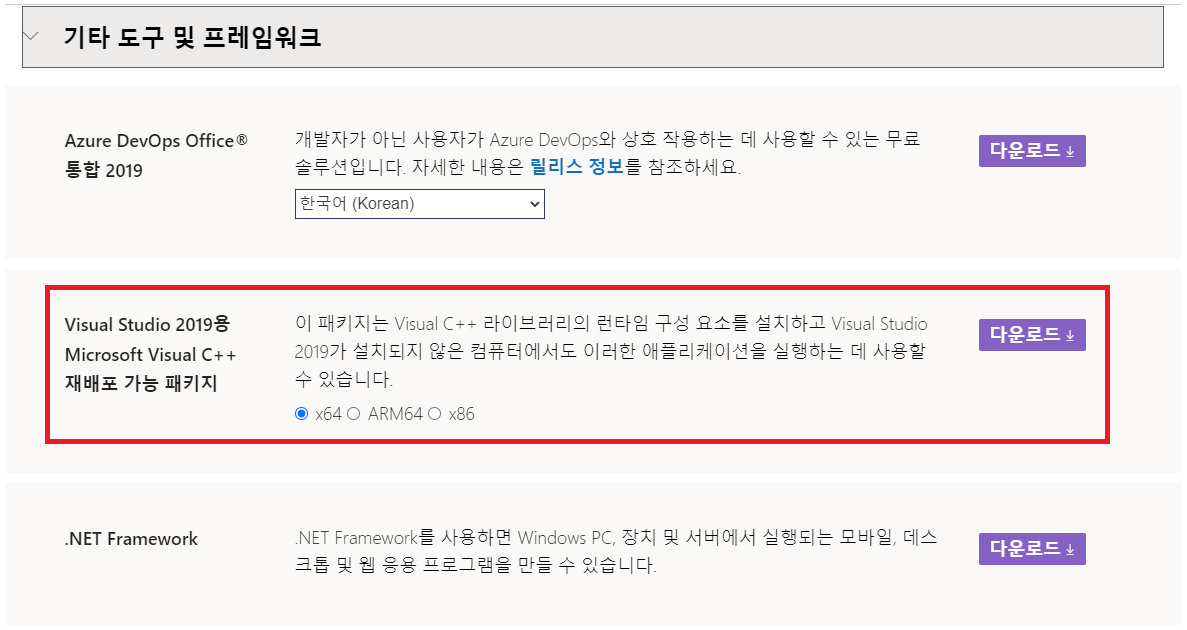 기타 도구 및 프레임워크
Azure DevOps Office®
통합 2019
개발자가 아닌 사용자가 Azure DevOps와 상호 작용하는 데 사용할 수 있는 무료
솔루션입니다. 자세한 내용은 릴리스 정보를 참조하세요.
한국어 (Korean)
다운로드
Visual Studio 2019용
Microsoft Visual C++
재배포 가능 패키지
이 패키지는 Visual C++ 라이브러리의 런타임 구성 요소를 설치하고 Visual Studio
2019가 설치되지 않은 컴퓨터에서도 이러한 애플리케이션을 실행하는 데 사용할
수 있습니다.
x64 ARM64 x86
다운로드
.NET Framework
.NET Framework를 사용하면 Windows PC, 장치 및 서버에서 실행되는 모바일, 데스
크톱 및 웹 응용 프로그램을 만들 수 있습니다.
다운로드